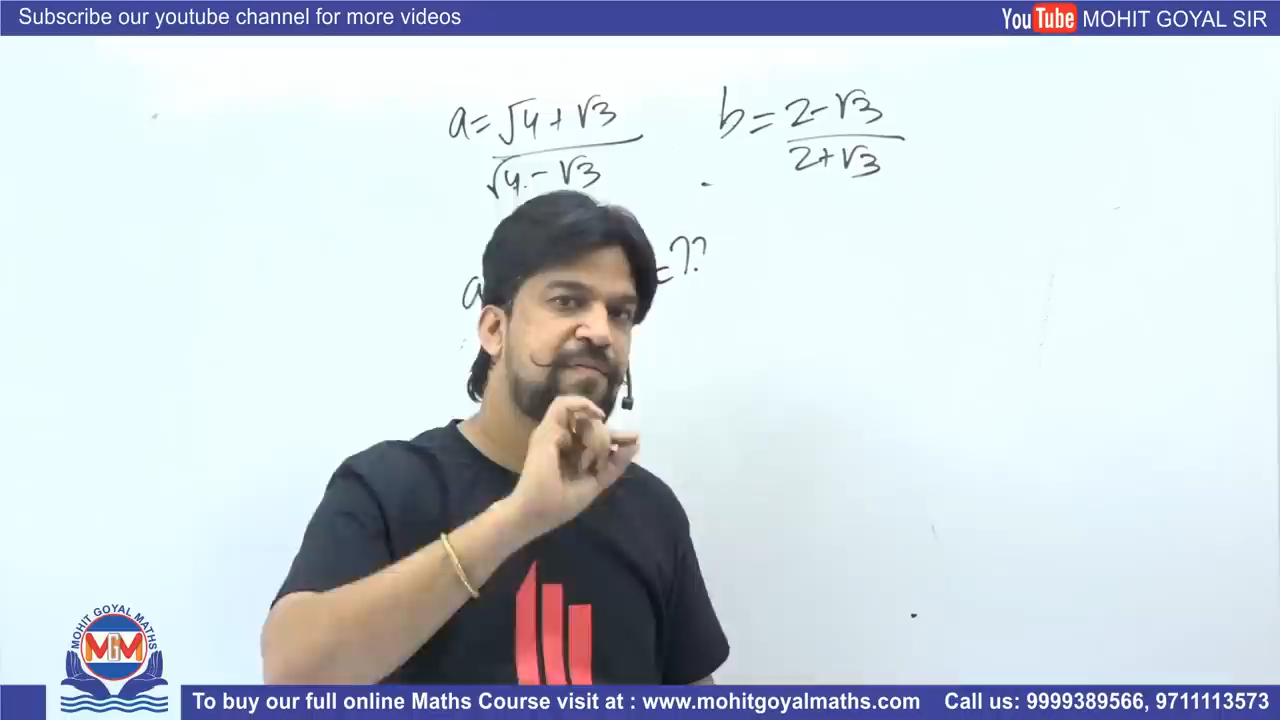 Subscribe our youtube channel for more videos
YouTube MOHIT GOYAL SIR
a = √4 + √3 / √4 - √3
b = 2 - √3 / 2 + √3
a = ??
MOHIT GOYAL MATHS
MGM
To buy our full online Maths Course visit at : www.mohitgoyalmaths.com Call us: 9999389566, 9711113573